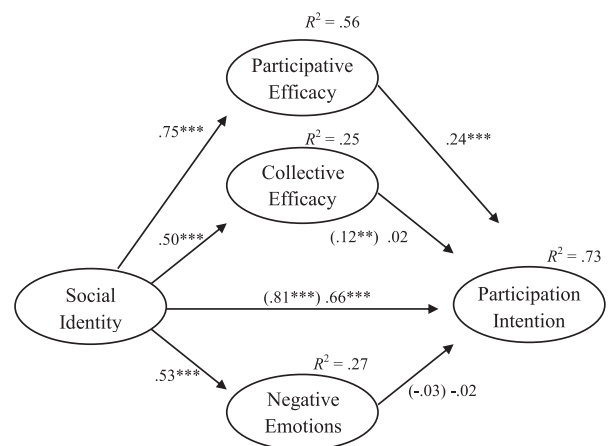 R² = .56
Participative
Efficacy
.75***
.24***
R² = .25
Collective
Efficacy
.50***
(.12**) .02
R² = .73
Social
Identity
(.81***) .66***
Participation
Intention
.53***
R² = .27
(-.03) -.02
Negative
Emotions